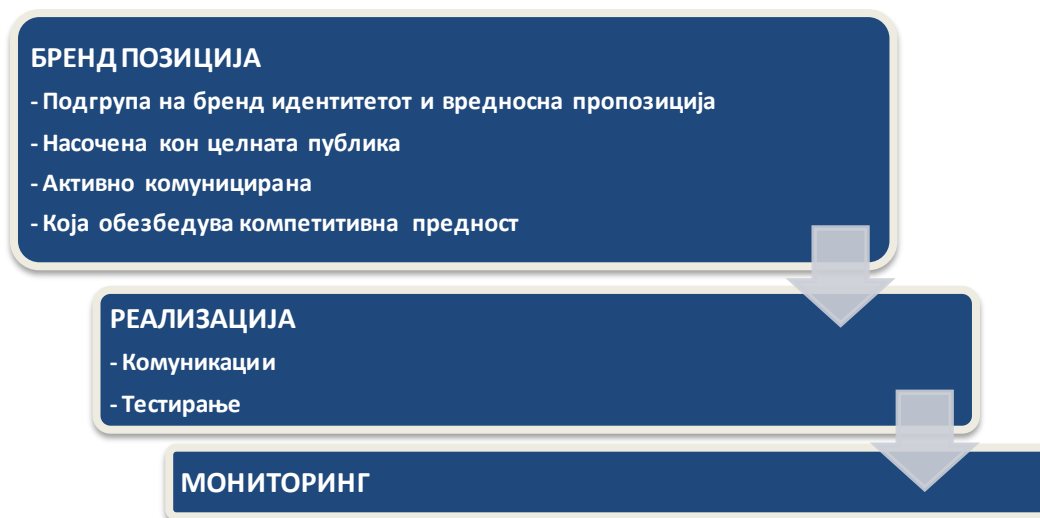 БРЕНД ПОЗИЦИЈА
- Подгрупа на бренд идентитетот и вредносна пропозиција
- Насочена кон целната публика
- Активно комуницирана
- Која обезбедува компетитивна предност
РЕАЛИЗАЦИЈА
- Комуникации
- Тестирање
МОНИТОРИНГ